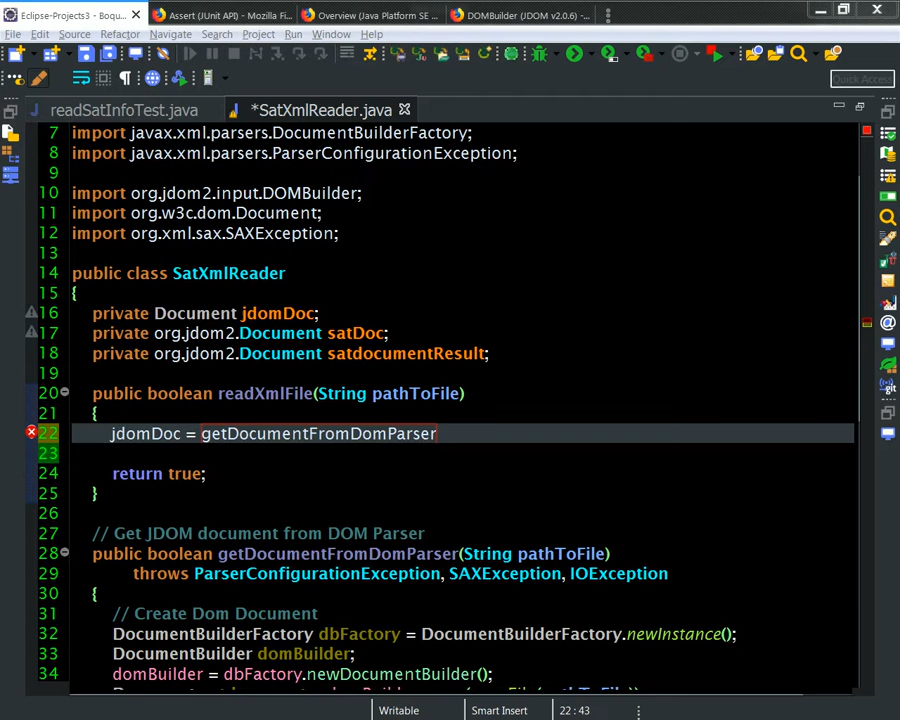 Eclipse-Projects3 - Boqu...
Assert (JUnit API) - Mozilla Fi...
Overview (Java Platform SE ...
DOMBuilder (JDOM v2.0.6) -
File Edit Source Refactor Navigate Search Project Run Window Help
Quick Access
readSatInfoTest.java
*SatXmlReader.java
7 import javax.xml.parsers.DocumentBuilderFactory;
8 import javax.xml.parsers.ParserConfigurationException;
9
10 import org.jdom2.input.DOMBuilder;
11 import org.w3c.dom.Document;
12 import org.xml.sax.SAXException;
13
14 public class SatXmlReader
15 {
16 private Document jdomDoc;
17 private org.jdom2.Document satDoc;
18 private org.jdom2.Document satdocumentResult;
19
20 public boolean readXmlFile(String pathToFile)
21 {
22 jdomDoc = getDocumentFromDomParser
23
24 return true;
25 }
26
27 // Get JDOM document from DOM Parser
28 public boolean getDocumentFromDomParser(String pathToFile)
29 throws ParserConfigurationException, SAXException, IOException
30 {
31 // Create Dom Document
32 DocumentBuilderFactory dbFactory = DocumentBuilderFactory.newInstance();
33 DocumentBuilder domBuilder;
34 domBuilder = dbFactory.newDocumentBuilder();
Writable Smart Insert 22 : 43